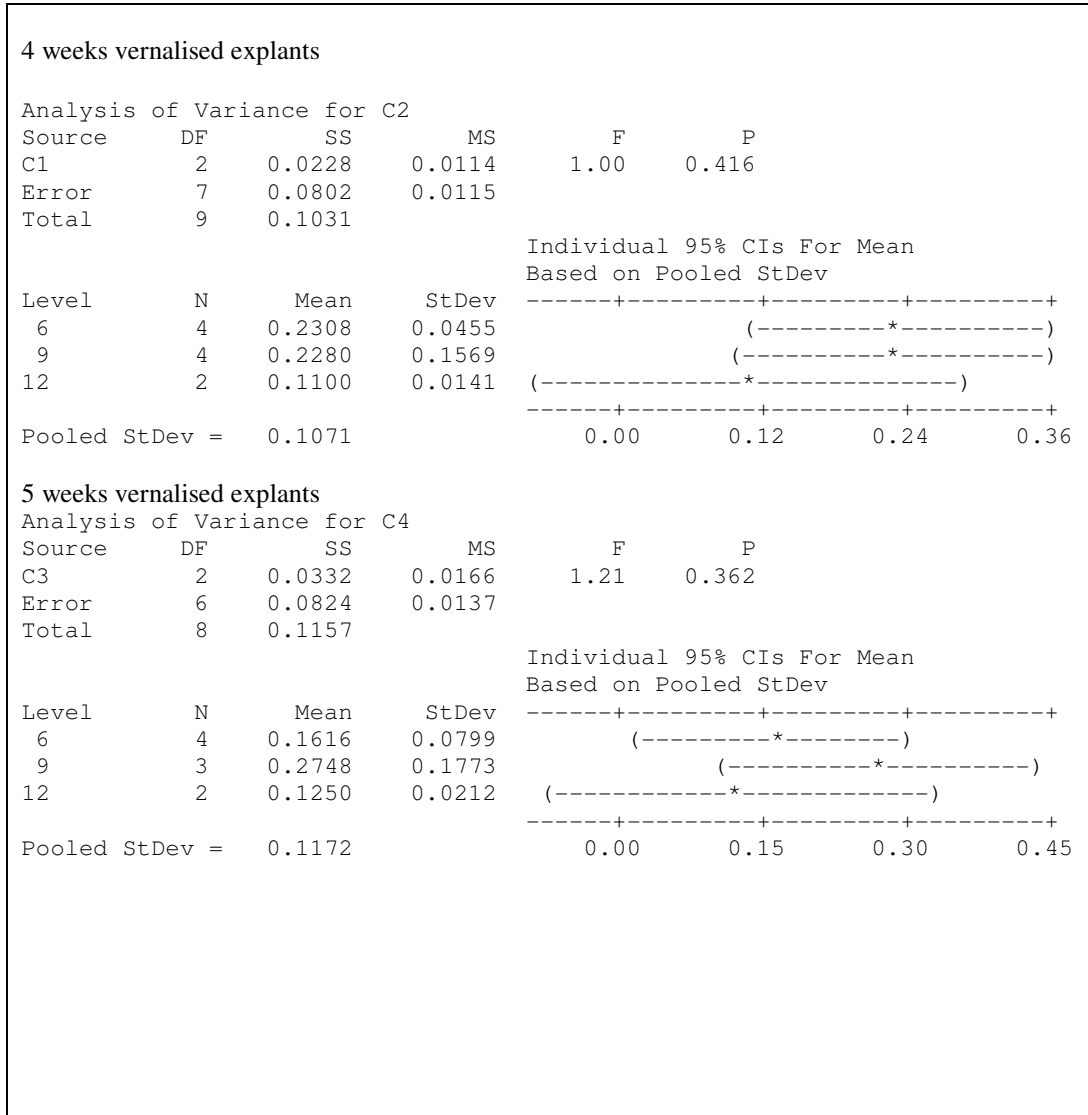 4 weeks vernalised explants
Analysis of Variance for C2
Source      DF        SS        MS         F        P
C1           2    0.0228    0.0114      1.00    0.416
Error        7    0.0802    0.0115
Total        9    0.1031
                                   Individual 95% CIs For Mean
                                   Based on Pooled StDev
Level        N      Mean     StDev  ------+---------+---------+---------+
 6           4    0.2308    0.0455                 (---------*----------)
 9           4    0.2280    0.1569                (----------*----------)
12           2    0.1100    0.0141  (--------------*--------------)
                                    ------+---------+---------+---------+
Pooled StDev =    0.1071                0.00      0.12      0.24      0.36
5 weeks vernalised explants
Analysis of Variance for C4
Source      DF        SS        MS         F        P
C3           2    0.0332    0.0166      1.21    0.362
Error        6    0.0824    0.0137
Total        8    0.1157
                                   Individual 95% CIs For Mean
                                   Based on Pooled StDev
Level        N      Mean     StDev  ------+---------+---------+---------+
 6           4    0.1616    0.0799         (---------*--------)
 9           3    0.2748    0.1773               (----------*----------)
12           2    0.1250    0.0212   (------------*-------------)
                                    ------+---------+---------+---------+
Pooled StDev =    0.1172                0.00      0.15      0.30      0.45